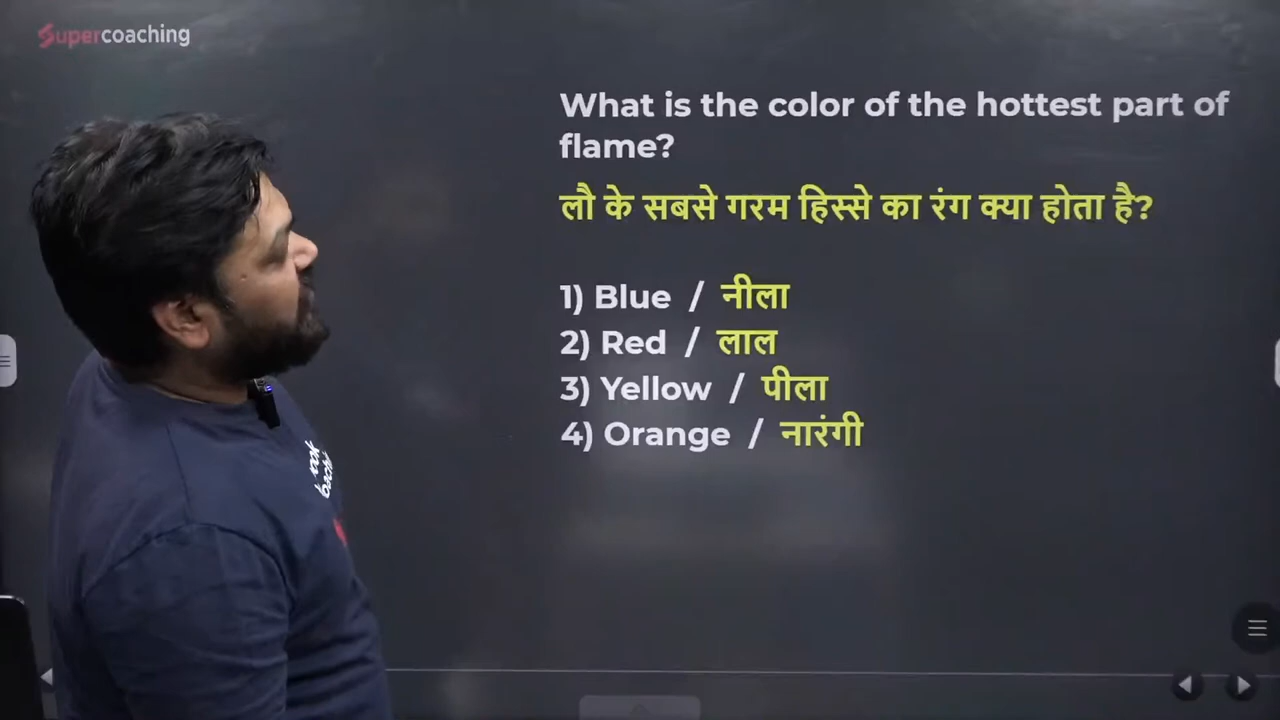 Supercoaching
What is the color of the hottest part of
flame?
लौ के सबसे गरम हिस्से का रंग क्या होता है?
1) Blue / नीला
2) Red / लाल
3) Yellow / पीला
4) Orange / नारंगी